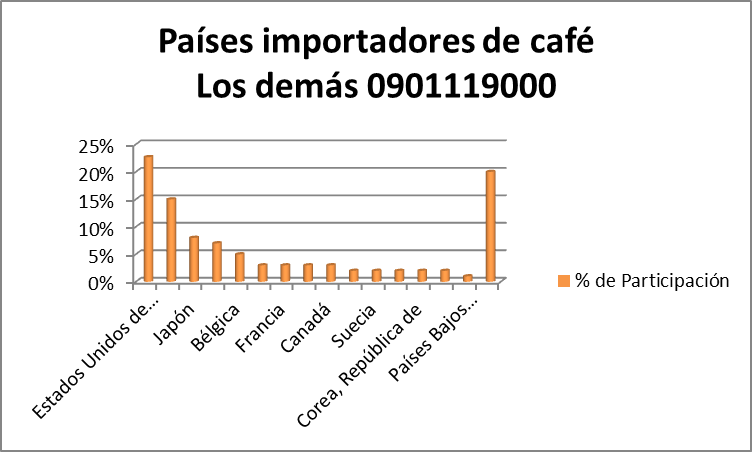 Países importadores de café
Los demás 0901119000
25%
20%
15%
10%
5%
0%
Estados Unidos de...
Japón
Bélgica
Francia
Canadá
Suecia
Corea, República de
Países Bajos...
% de Participación